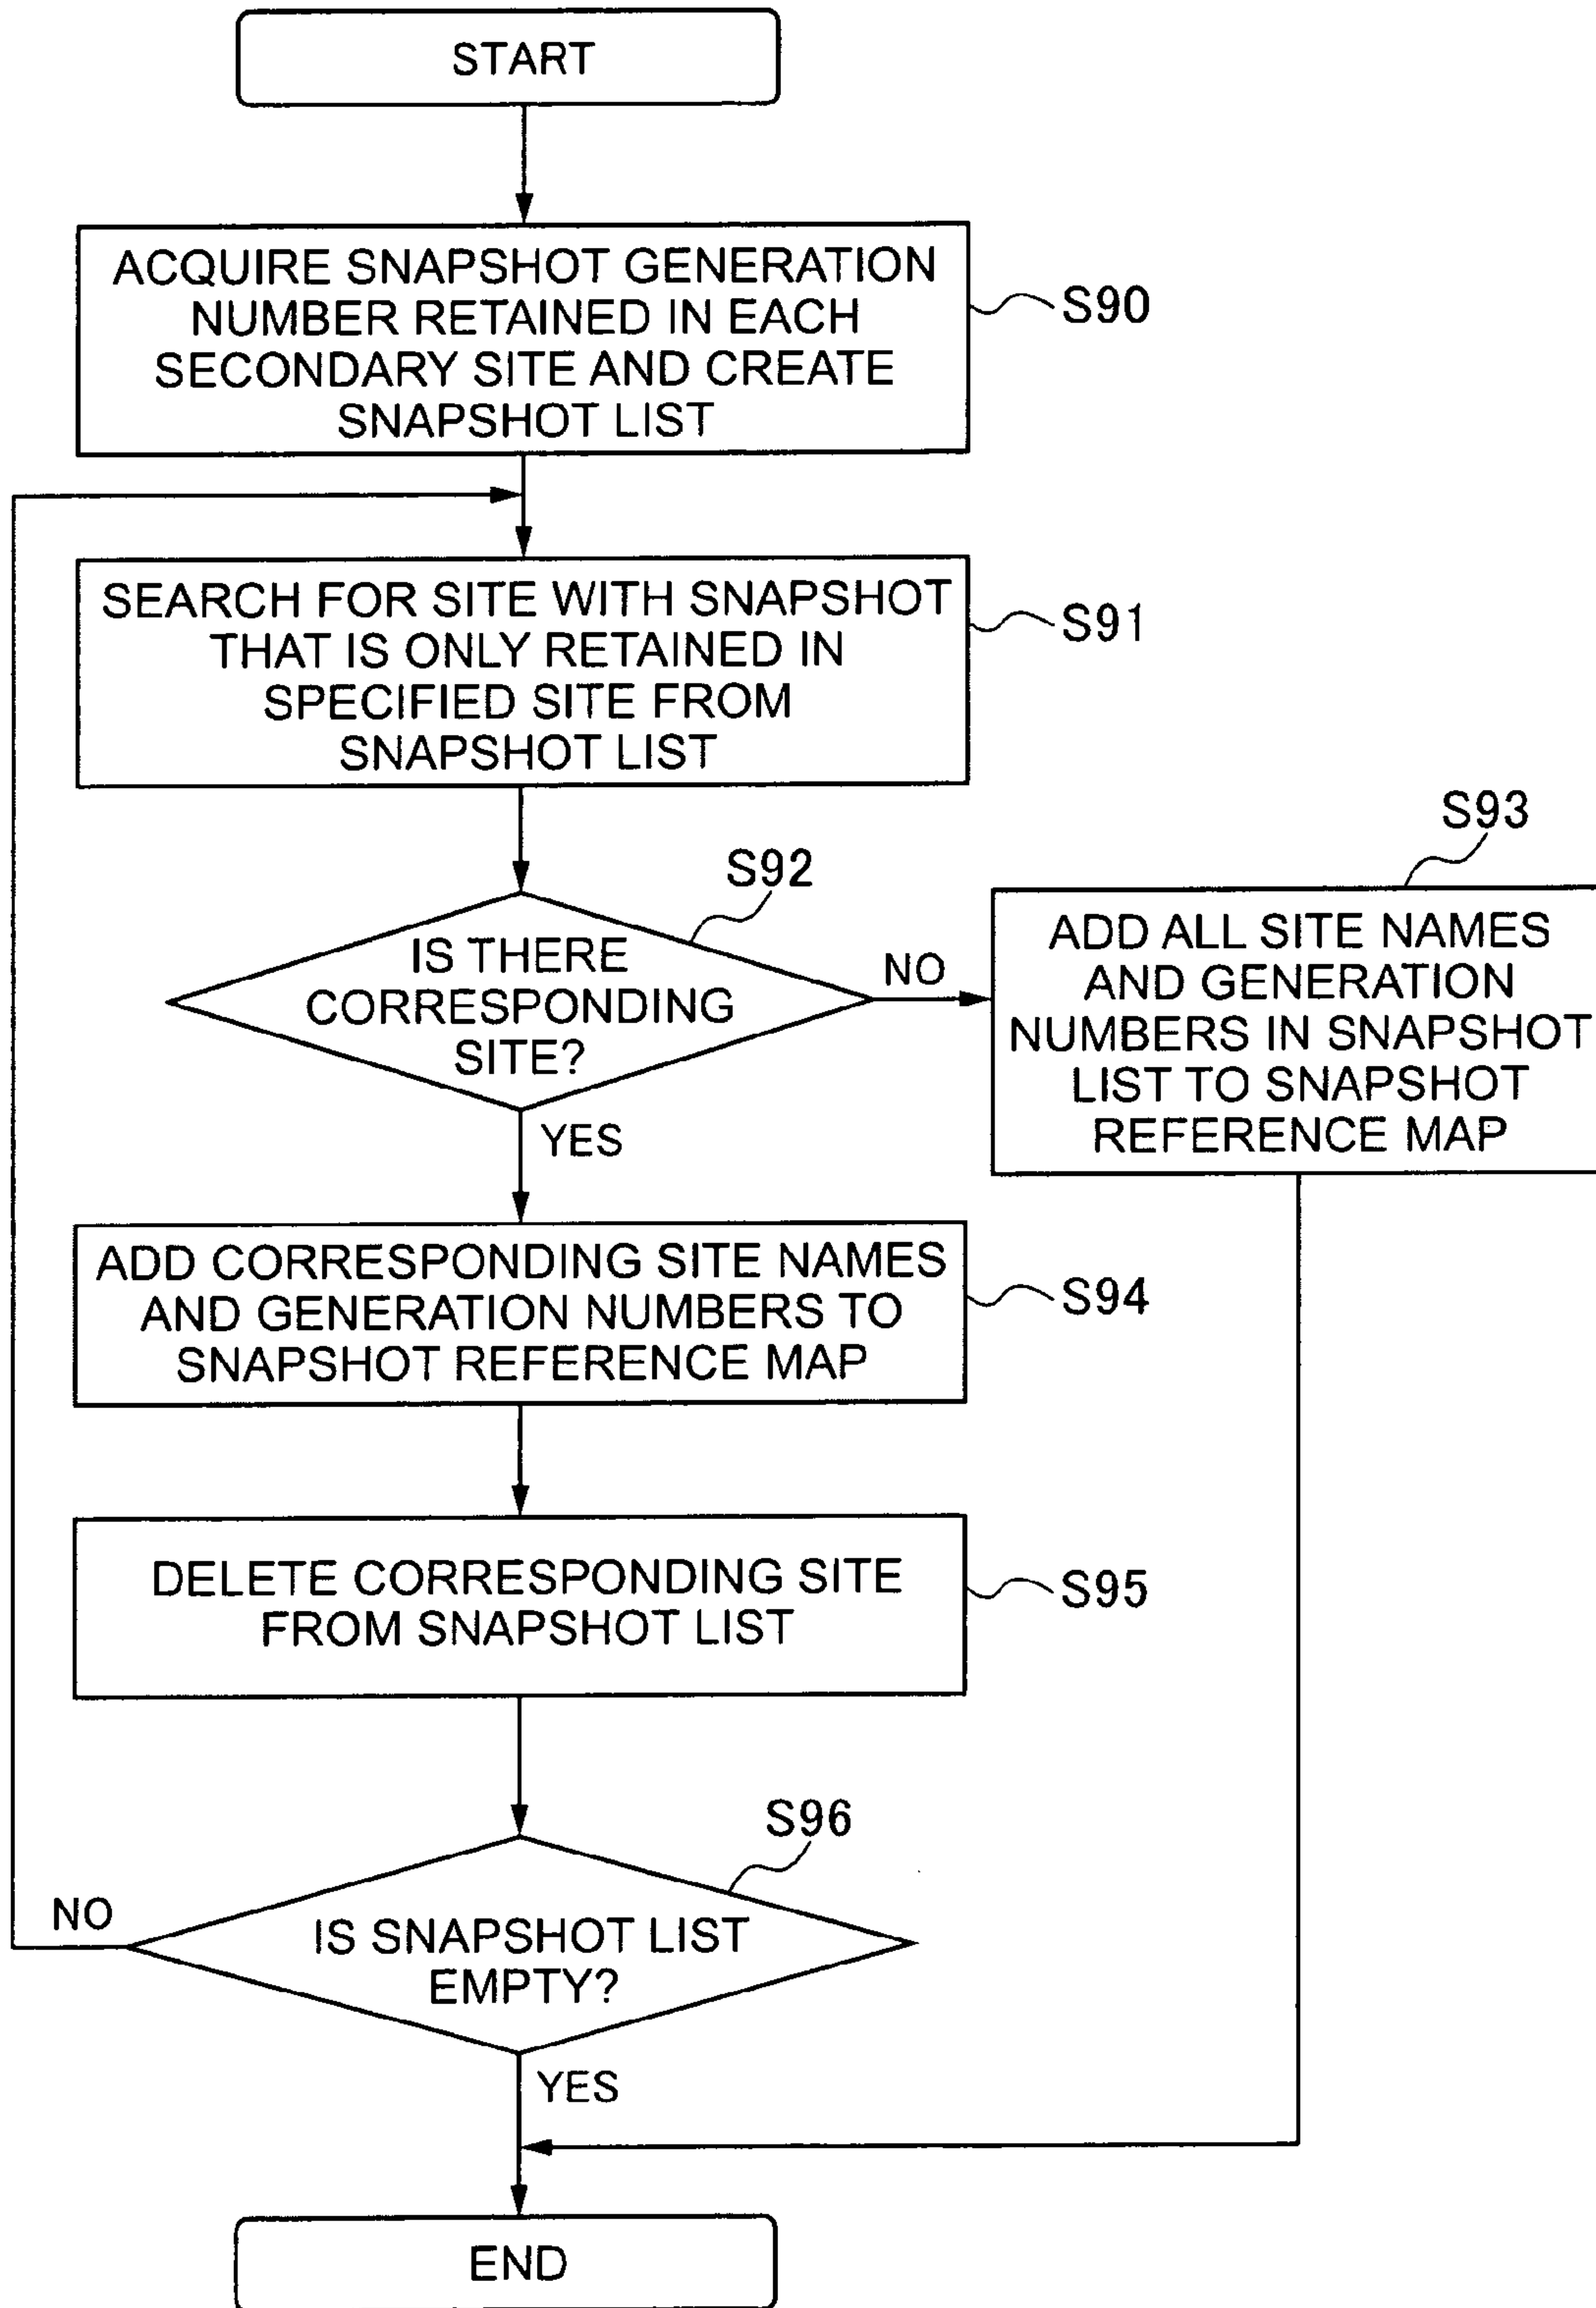 START
ACQUIRE SNAPSHOT GENERATION
NUMBER RETAINED IN EACH
SECONDARY SITE AND CREATE
SNAPSHOT LIST
S90
SEARCH FOR SITE WITH SNAPSHOT
THAT IS ONLY RETAINED IN
SPECIFIED SITE FROM
SNAPSHOT LIST
S91
S92
IS THERE
CORRESPONDING
SITE?
NO
YES
S93
ADD ALL SITE NAMES
AND GENERATION
NUMBERS IN SNAPSHOT
LIST TO SNAPSHOT
REFERENCE MAP
ADD CORRESPONDING SITE NAMES
AND GENERATION NUMBERS TO
SNAPSHOT REFERENCE MAP
S94
DELETE CORRESPONDING SITE
FROM SNAPSHOT LIST
S95
S96
NO
IS SNAPSHOT LIST
EMPTY?
YES
END